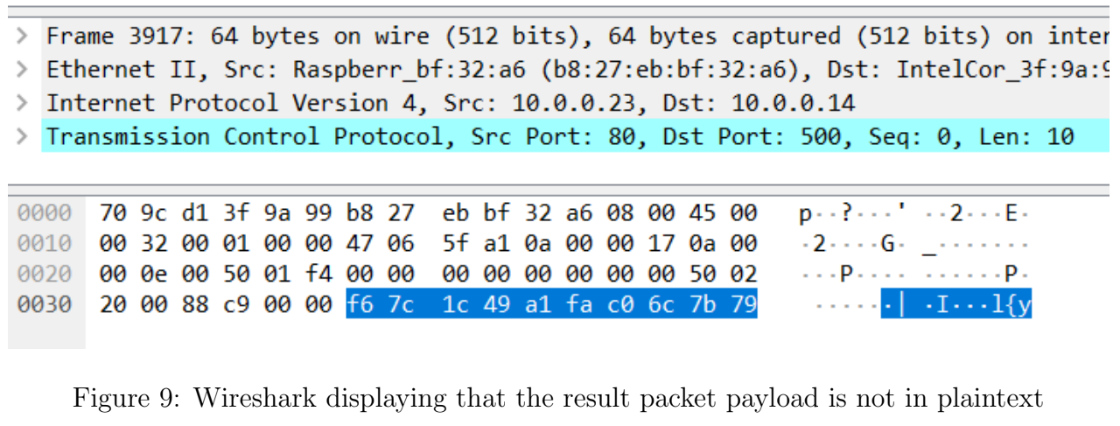 > Frame 3917: 64 bytes on wire (512 bits), 64 bytes captured (512 bits) on inter
> Ethernet II, Src: Raspberr_bf:32:a6 (b8:27:eb:bf:32:a6), Dst: IntelCor_3f:9a:9
> Internet Protocol Version 4, Src: 10.0.0.23, Dst: 10.0.0.14
> Transmission Control Protocol, Src Port: 80, Dst Port: 500, Seq: 0, Len: 10
0000 70 9c d1 3f 9a 99 b8 27 eb bf 32 a6 08 00 45 00 p··?···' ··2···E·
0010 00 32 00 01 00 00 47 06 5f a1 0a 00 00 17 0a 00 ·2····G· _·······
0020 00 0e 00 50 01 f4 00 00 00 00 00 00 00 00 50 02 ···P···· ······P·
0030 20 00 88 c9 00 00 f6 7c 1c 49 a1 fa c0 6c 7b 79 ·······| ·I···l{y
Figure 9: Wireshark displaying that the result packet payload is not in plaintext